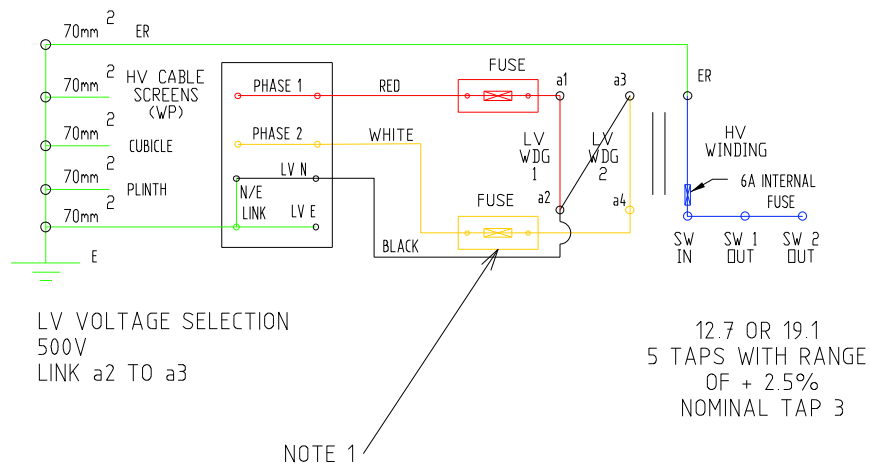 70mm 2 ER
70mm 2 HV CABLE
SCREENS
(WP)
70mm 2 CUBICLE
70mm 2 PLINTH
70mm 2
E
PHASE 1
PHASE 2
LV N
N/E
LINK
LV E
RED
WHITE
BLACK
FUSE
FUSE
a1
a3
LV
WDG
1
LV
WDG
2
a2
a4
ER
HV
WINDING
6A INTERNAL
FUSE
SW
IN
SW 1
OUT
SW 2
OUT
LV VOLTAGE SELECTION
500V
LINK a2 TO a3
12.7 OR 19.1
5 TAPS WITH RANGE
OF + 2.5%
NOMINAL TAP 3
NOTE 1